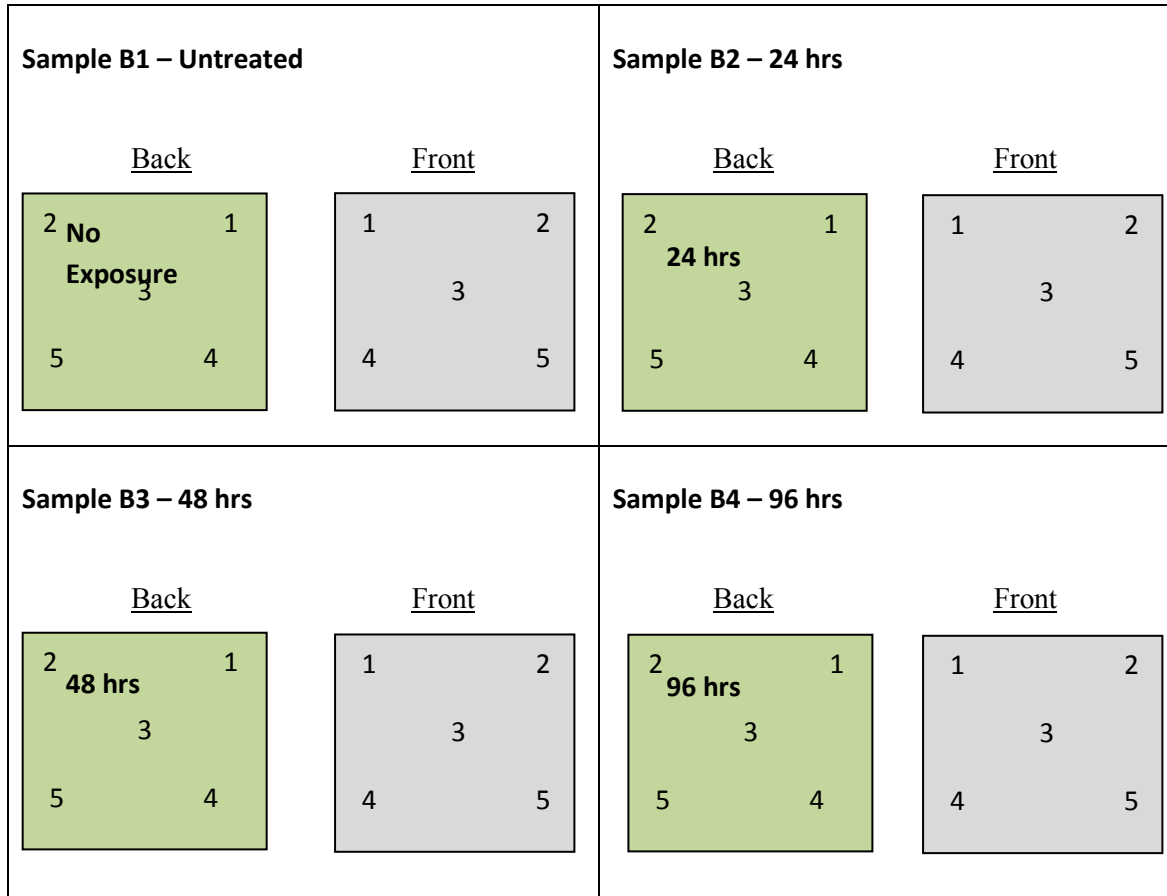 Sample B1 – Untreated
Back
Front
2 No 1
Exposure
3
5 4
1 2
3
4 5
Sample B2 – 24 hrs
Back
Front
2 1
24 hrs
3
5 4
1 2
3
4 5
Sample B3 – 48 hrs
Back
Front
2 1
48 hrs
3
5 4
1 2
3
4 5
Sample B4 – 96 hrs
Back
Front
2 1
96 hrs
3
5 4
1 2
3
4 5